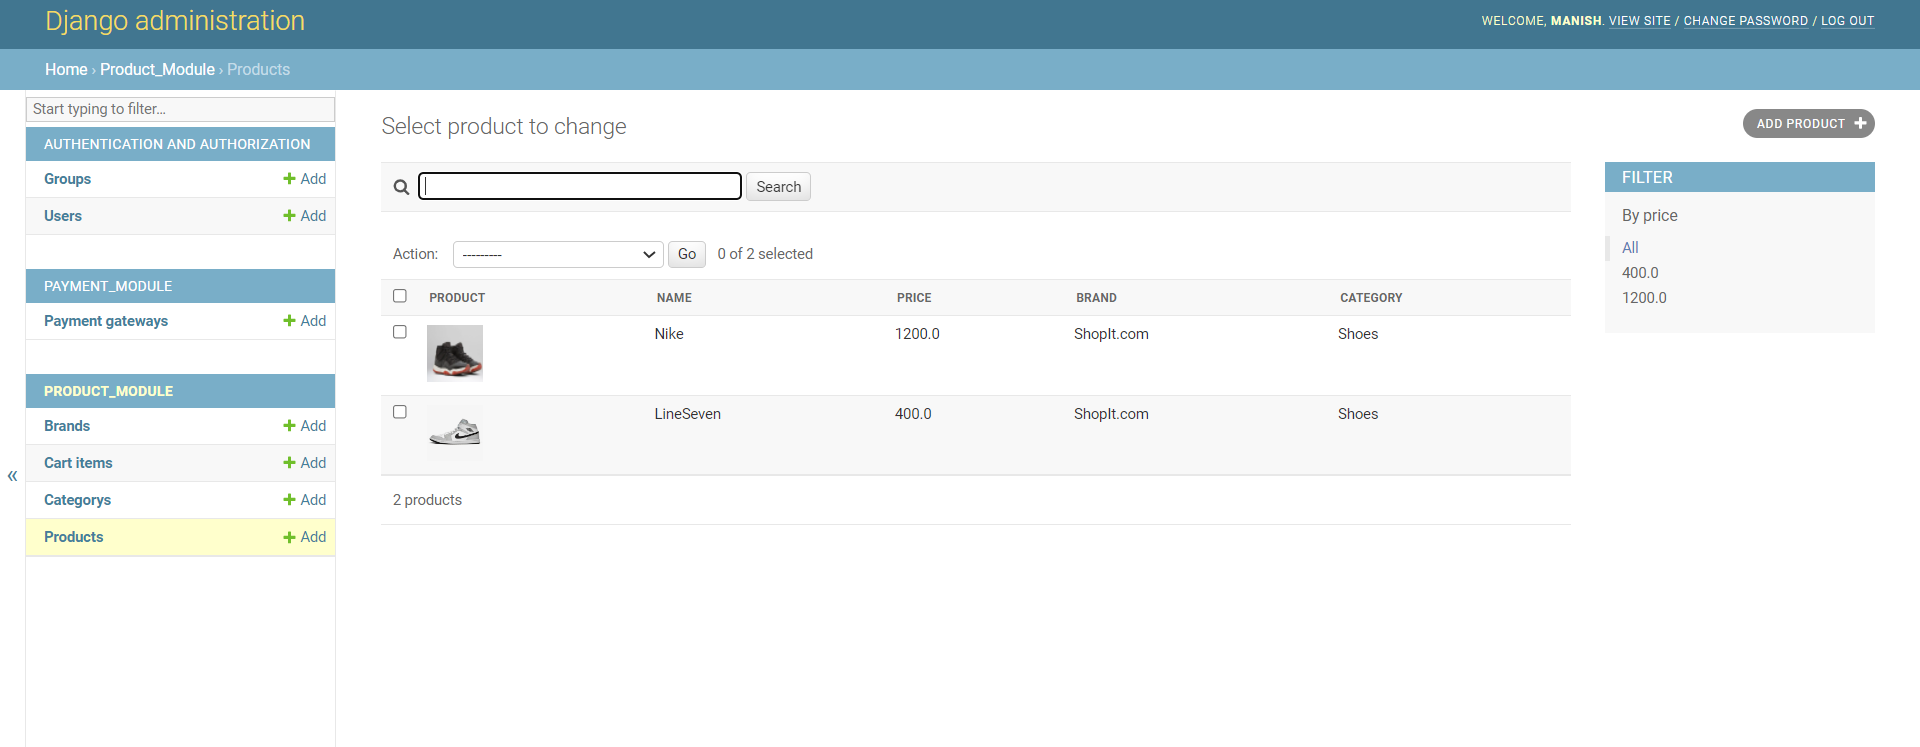 Django administration
WELCOME, MANISH. VIEW SITE / CHANGE PASSWORD / LOG OUT
Home › Product_Module › Products
Start typing to filter...
AUTHENTICATION AND AUTHORIZATION
Groups + Add
Users + Add
PAYMENT_MODULE
Payment gateways + Add
PRODUCT_MODULE
Brands + Add
Cart items + Add
Categorys + Add
Products + Add
«
Select product to change
ADD PRODUCT +
Search
Action: --------- Go 0 of 2 selected
PRODUCT NAME PRICE BRAND CATEGORY
Nike 1200.0 ShopIt.com Shoes
LineSeven 400.0 ShopIt.com Shoes
2 products
FILTER
By price
All
400.0
1200.0